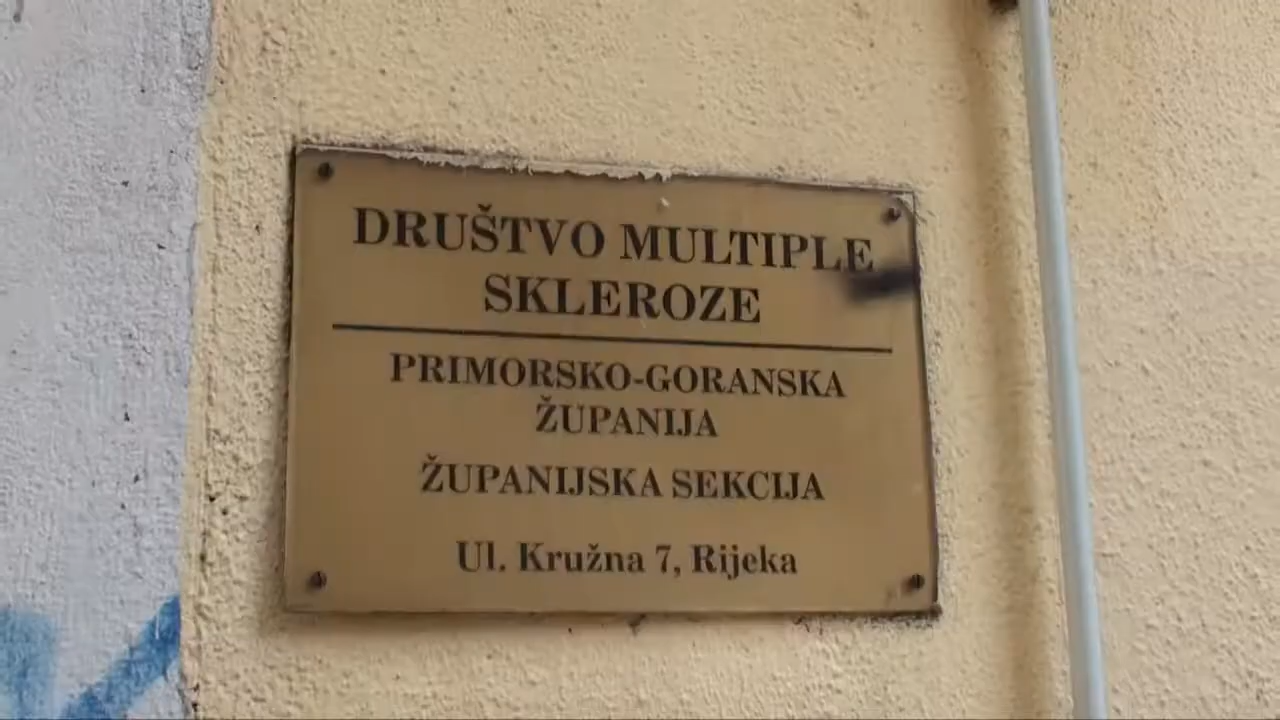 DRUŠTVO MULTIPLE
SKLEROZE
PRIMORSKO-GORANSKA
ŽUPANIJA
ŽUPANIJSKA SEKCIJA
Ul. Kružna 7, Rijeka